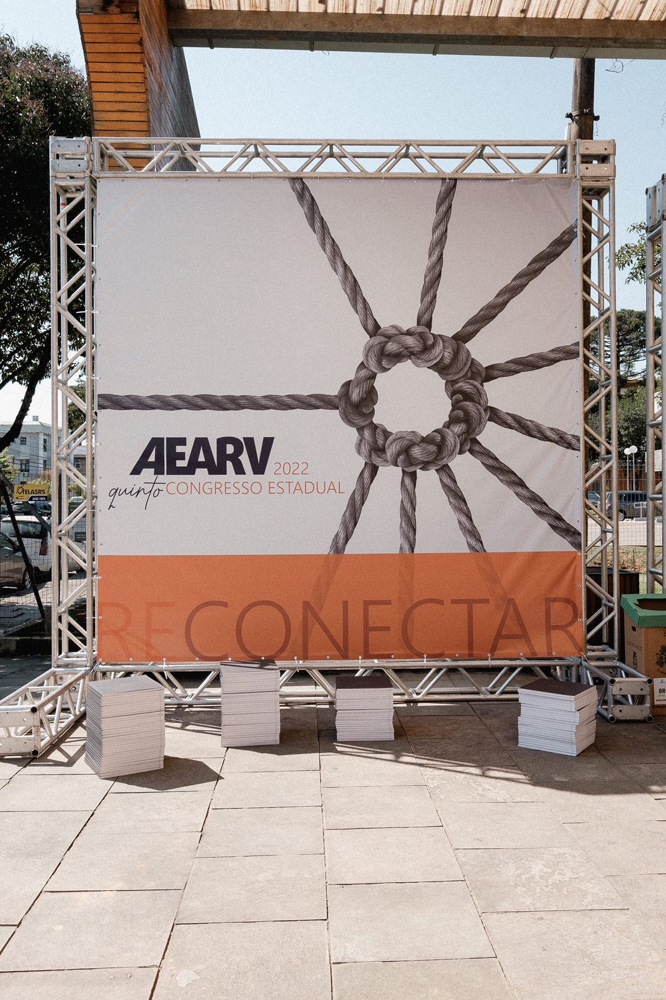 AEARV 2022
quinto CONGRESSO ESTADUAL
RECONECTAR
TELASRS